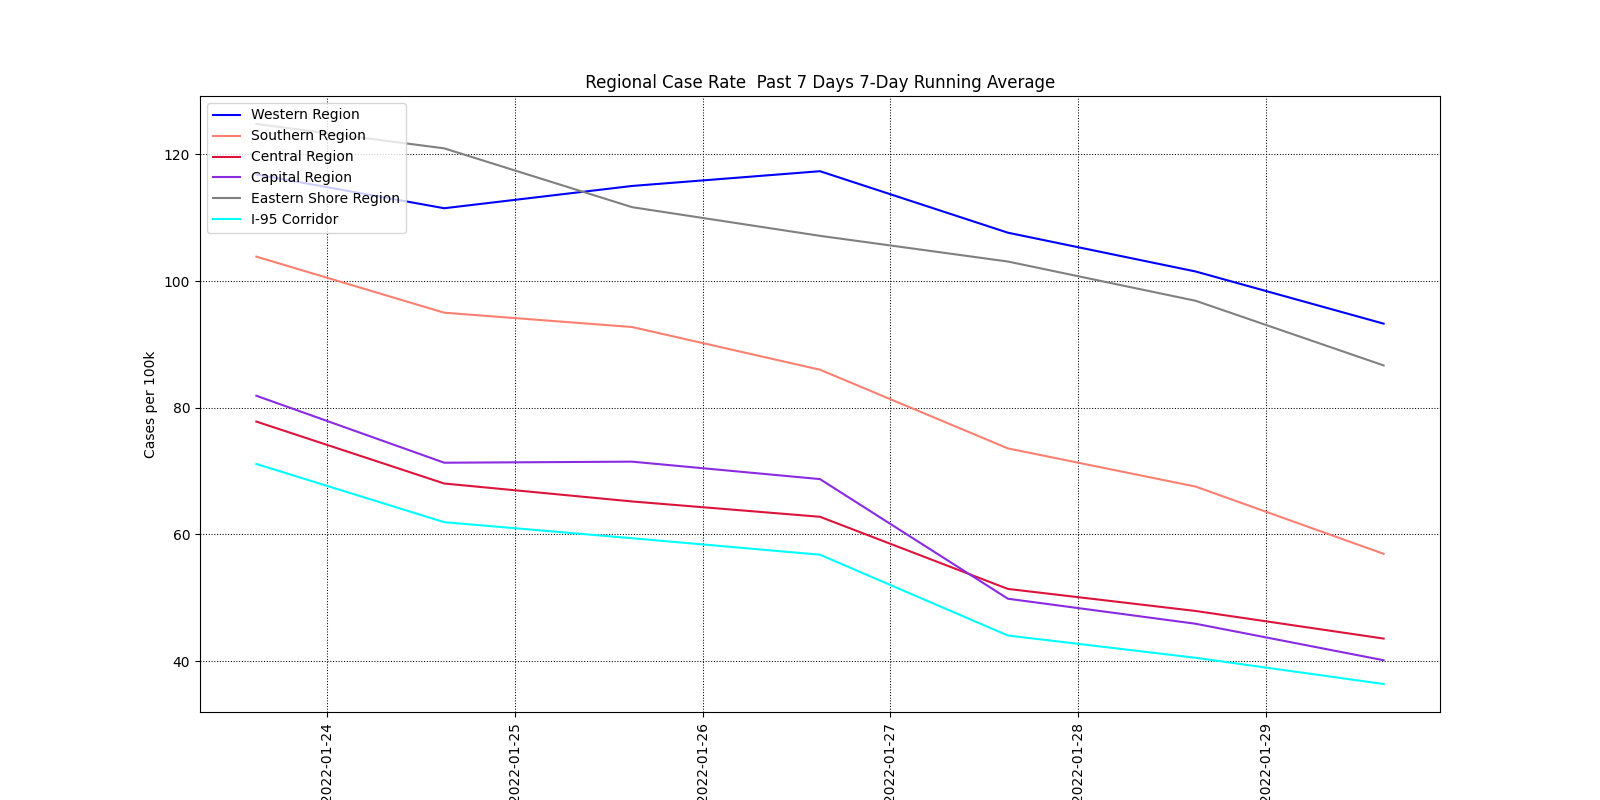 Regional Case Rate  Past 7 Days 7-Day Running Average
Western Region
Southern Region
Central Region
Capital Region
Eastern Shore Region
I-95 Corridor
Cases per 100k
120
100
80
60
40
2022-01-24
2022-01-25
2022-01-26
2022-01-27
2022-01-28
2022-01-29